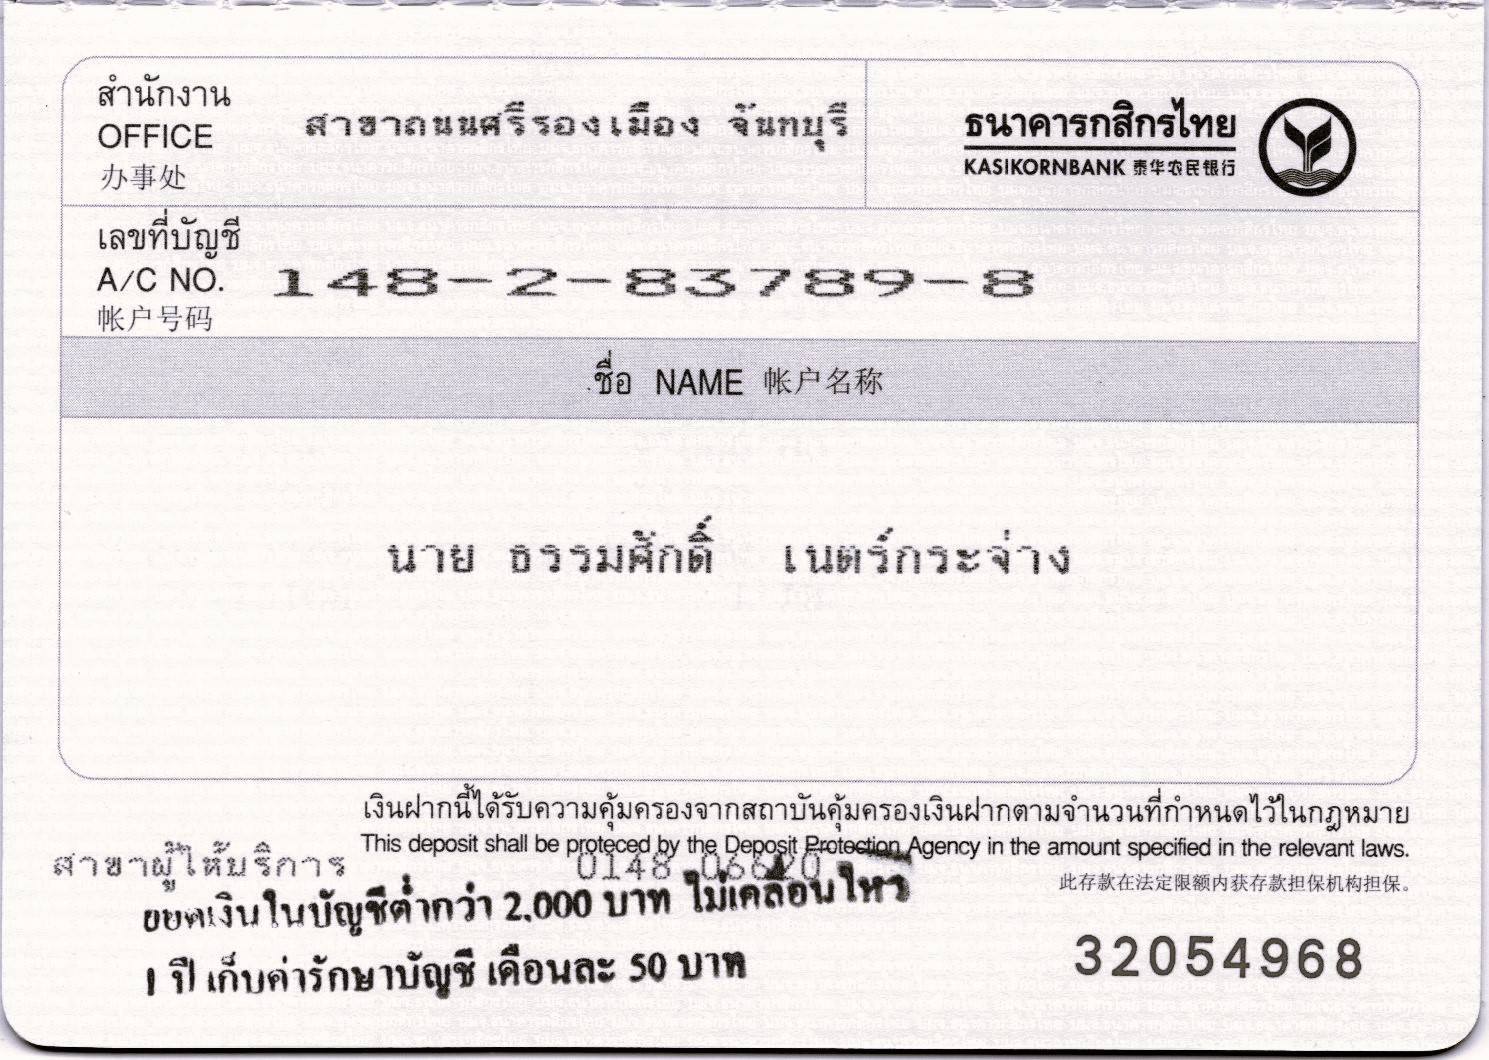 สำนักงาน
OFFICE
办事处
สาขาถนนศรีรองเมือง จันทบุรี
ธนาคารกสิกรไทย
KASIKORNBANK 泰华农民银行
เลขที่บัญชี
A/C NO.
帐户号码
148-2-83789-8
ชื่อ NAME 帐户名称
นาย ธรรมศักดิ์ เนตร์กระจ่าง
เงินฝากนี้ได้รับความคุ้มครองจากสถาบันคุ้มครองเงินฝากตามจำนวนที่กำหนดไว้ในกฎหมาย
This deposit shall be proteced by the Deposit Protection Agency in the amount specified in the relevant laws.
此存款在法定限额内获存款担保机构担保。
สาขาผู้ให้บริการ 0148 06620
ยอดเงินในบัญชีต่ำกว่า 2,000 บาท ไม่เคลื่อนไหว
1 ปี เก็บค่ารักษาบัญชี เดือนละ 50 บาท
32054968